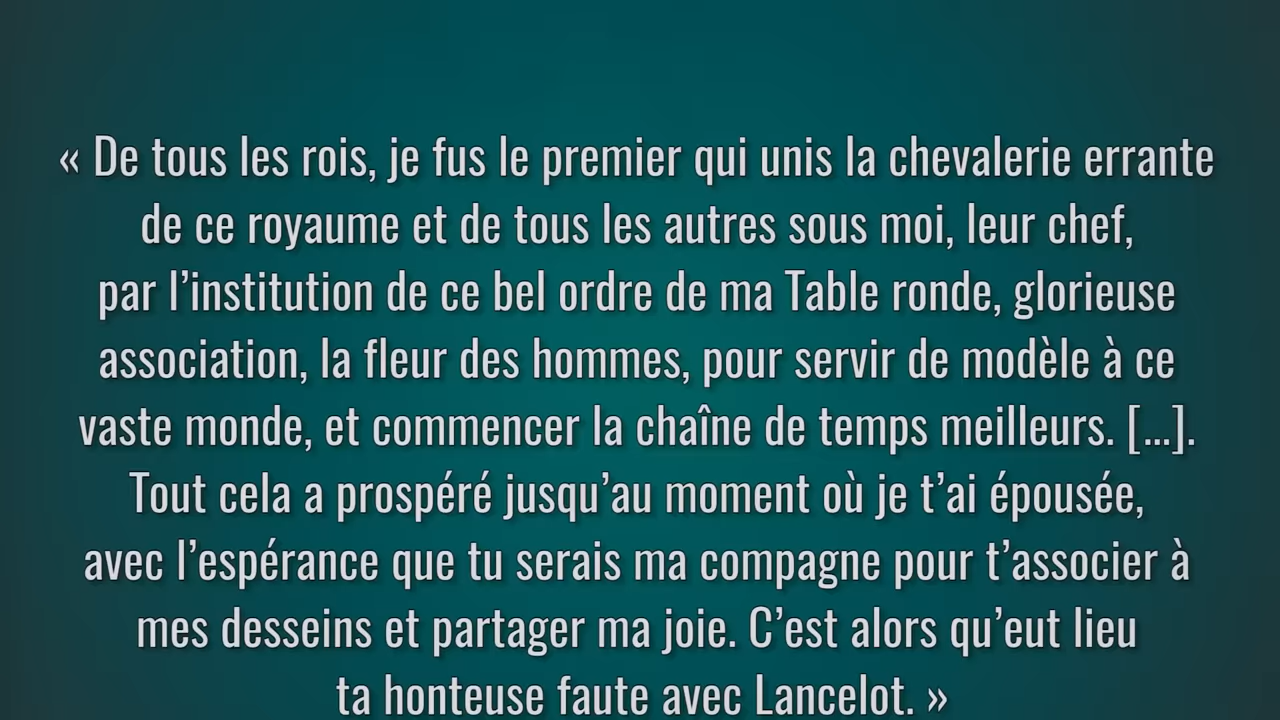 « De tous les rois, je fus le premier qui unis la chevalerie errante
de ce royaume et de tous les autres sous moi, leur chef,
par l’institution de ce bel ordre de ma Table ronde, glorieuse
association, la fleur des hommes, pour servir de modèle à ce
vaste monde, et commencer la chaîne de temps meilleurs. [...].
Tout cela a prospéré jusqu’au moment où je t’ai épousée,
avec l’espérance que tu serais ma compagne pour t’associer à
mes desseins et partager ma joie. C’est alors qu’eut lieu
ta honteuse faute avec Lancelot. »